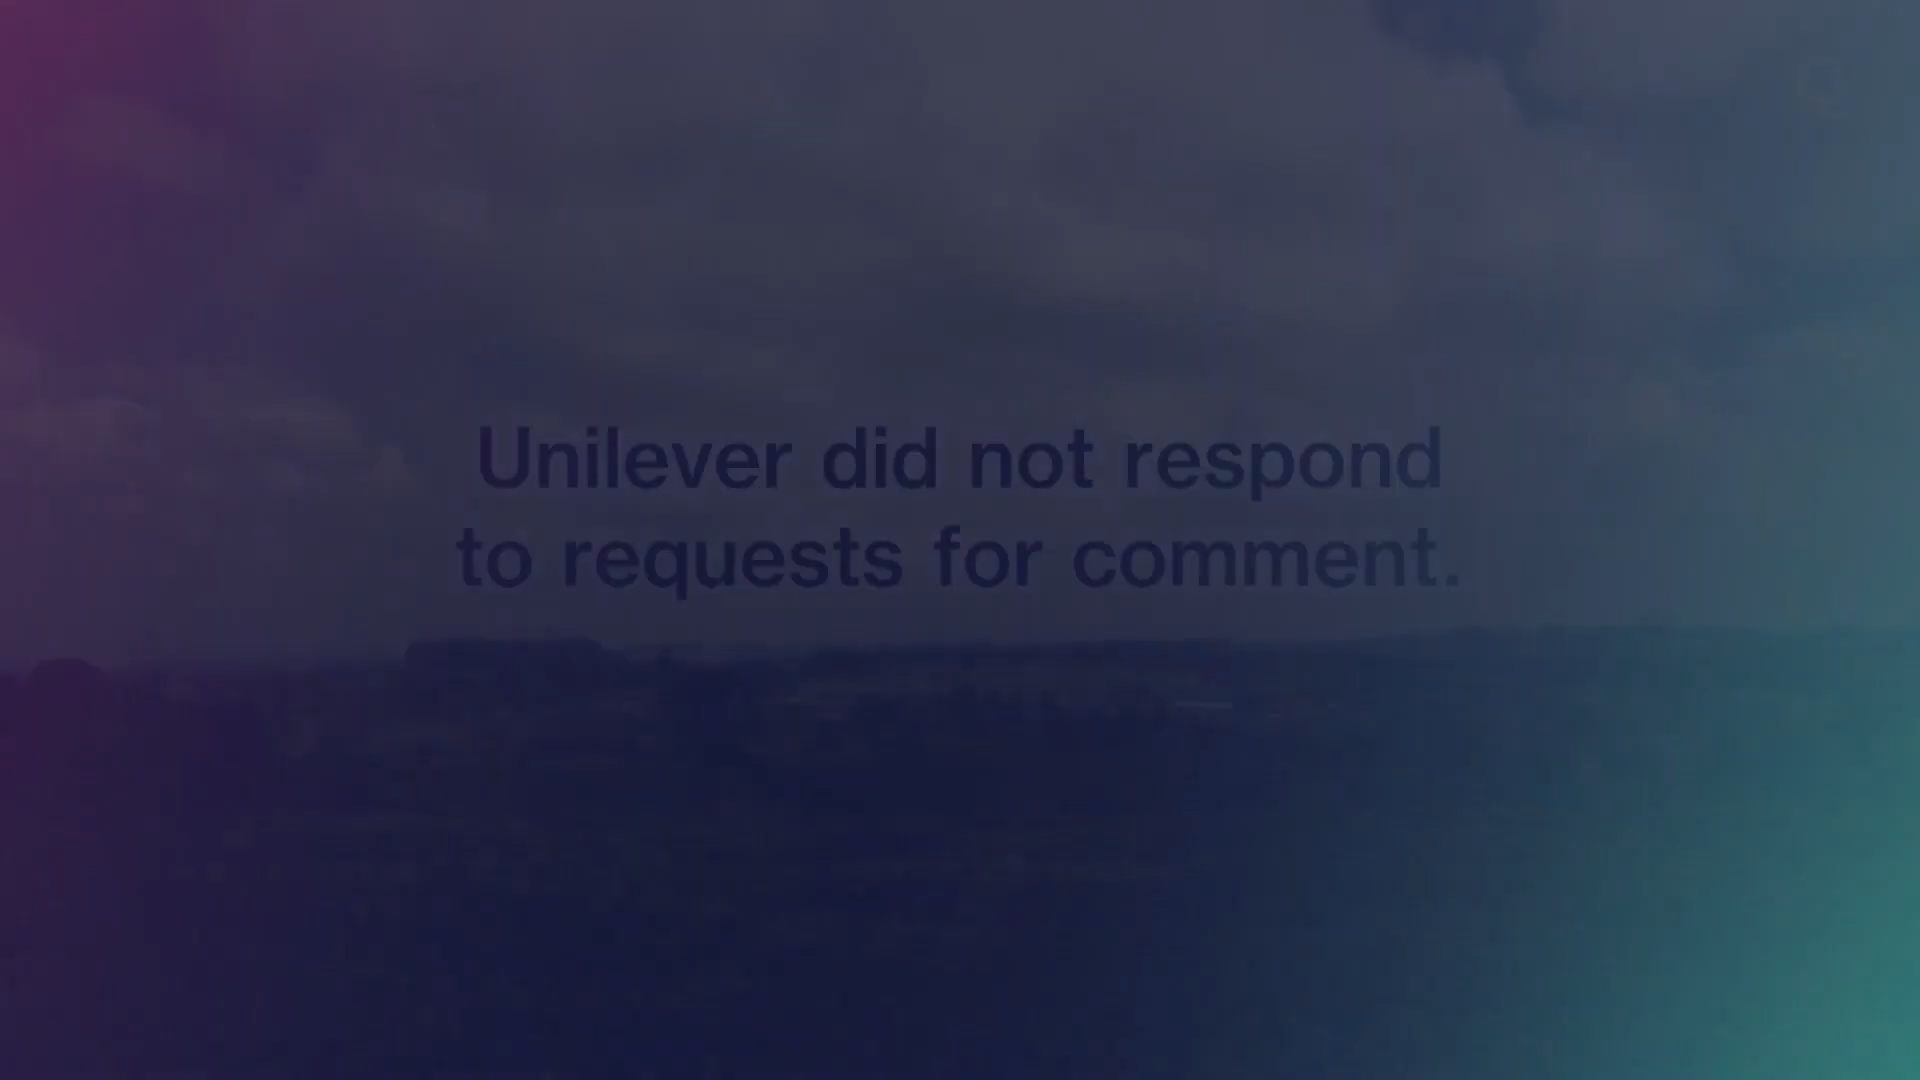 Unilever did not respond
to requests for comment.